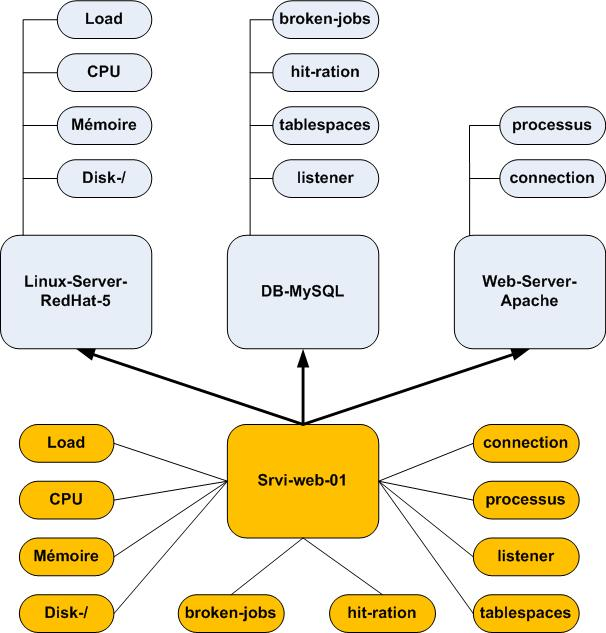 Load
CPU
Mémoire
Disk-/
broken-jobs
hit-ration
tablespaces
listener
processus
connection
Linux-Server-
RedHat-5
DB-MySQL
Web-Server-
Apache
Load
CPU
Mémoire
Disk-/
Srvi-web-01
connection
processus
listener
tablespaces
broken-jobs
hit-ration